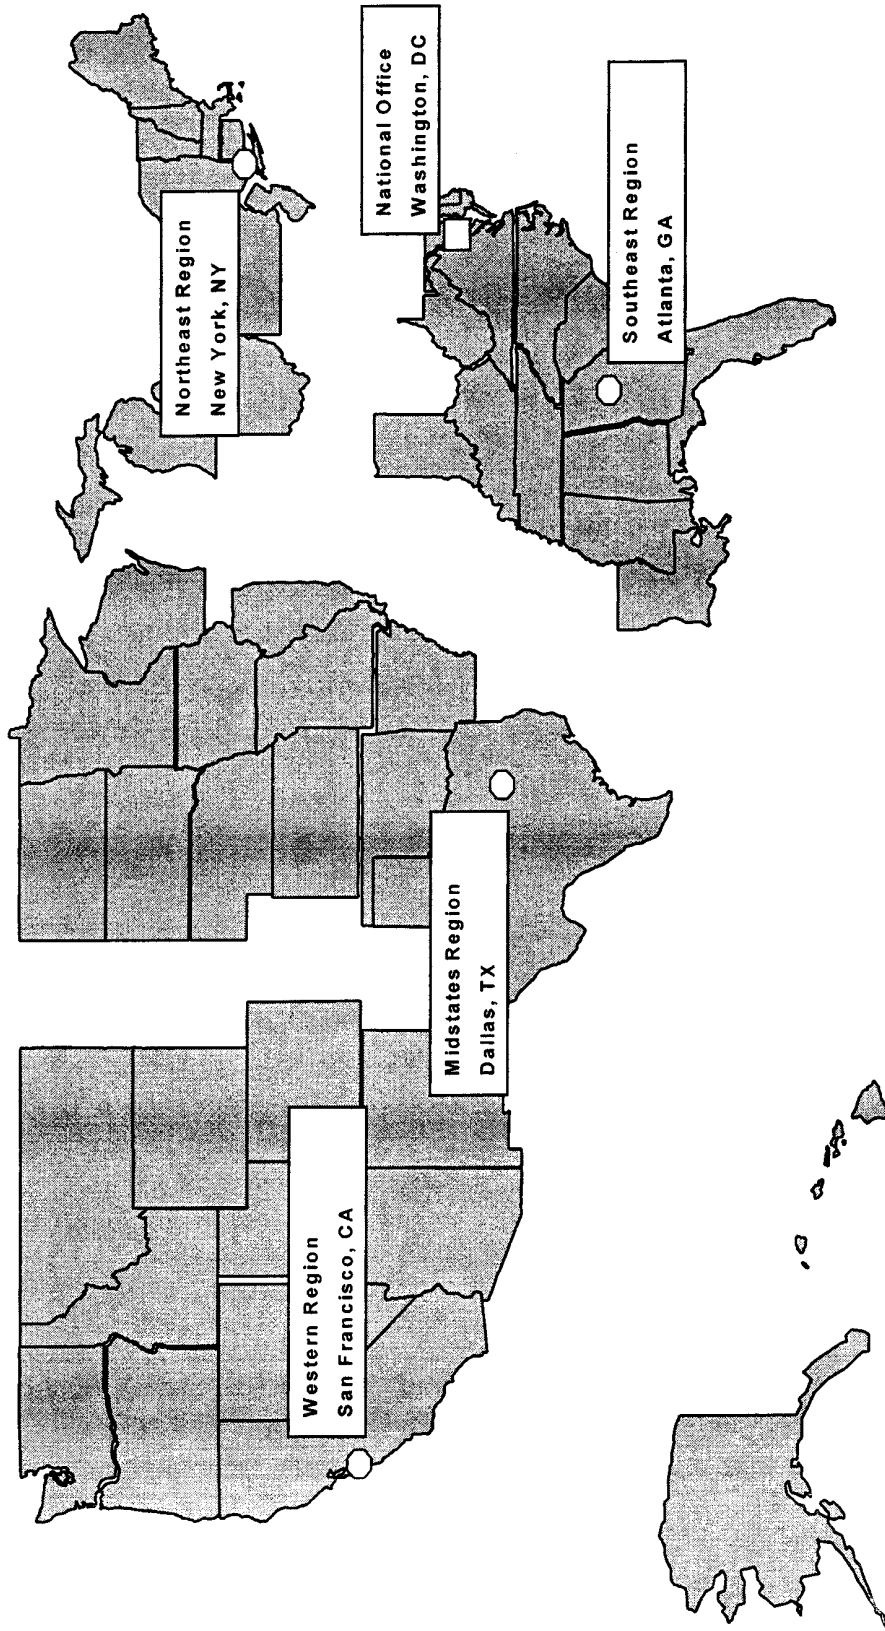 Northeast Region
New York, NY
National Office
Washington, DC
Southeast Region
Atlanta, GA
Midstates Region
Dallas, TX
Western Region
San Francisco, CA